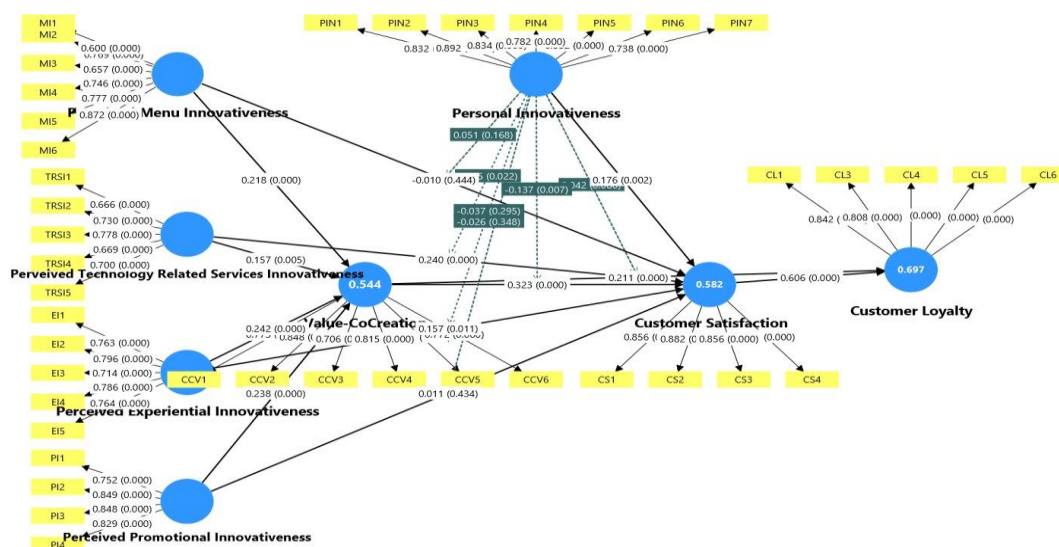 MI1
MI2
MI3
MI4
MI5
MI6
0.600 (0.000)
0.769 (0.000)
0.657 (0.000)
0.746 (0.000)
0.777 (0.000)
0.872 (0.000)
Menu Innovativeness
PIN1 PIN2 PIN3 PIN4 PIN5 PIN6 PIN7
0.832 0.892 0.834 0.782 (0.000) (0.000) 0.738 (0.000)
Personal Innovativeness
0.051 (0.168)
(0.022)
-0.010 (0.444)
-0.137 (0.007)
0.176 (0.002)
-0.037 (0.295)
-0.026 (0.348)
0.218 (0.000)
TRSI1
TRSI2
TRSI3
TRSI4
TRSI5
0.666 (0.000)
0.730 (0.000)
0.778 (0.000)
0.669 (0.000)
0.700 (0.000)
Perveived Technology Related Services Innovativeness
0.157 (0.005)
0.240 (0.000)
0.323 (0.000)
0.211 (0.000)
0.606 (0.000)
CL1 CL3 CL4 CL5 CL6
0.842 0.808 (0.000) (0.000) (0.000)
0.697
Customer Loyalty
0.544
Value-CoCreation
0.582
Customer Satisfaction
EI1
EI2
EI3
EI4
EI5
0.763 (0.000)
0.796 (0.000)
0.714 (0.000)
0.786 (0.000)
0.764 (0.000)
Perceived Experiential Innovativeness
0.242 (0.000)
0.848
0.706
0.815 (0.000)
0.157 (0.011)
CCV1 CCV2 CCV3 CCV4 CCV5 CCV6
0.856 0.882 0.856 (0.000) (0.000)
CS1 CS2 CS3 CS4
0.238 (0.000)
0.011 (0.434)
PI1
PI2
PI3
PI4
0.752 (0.000)
0.849 (0.000)
0.848 (0.000)
0.829 (0.000)
Perceived Promotional Innovativeness